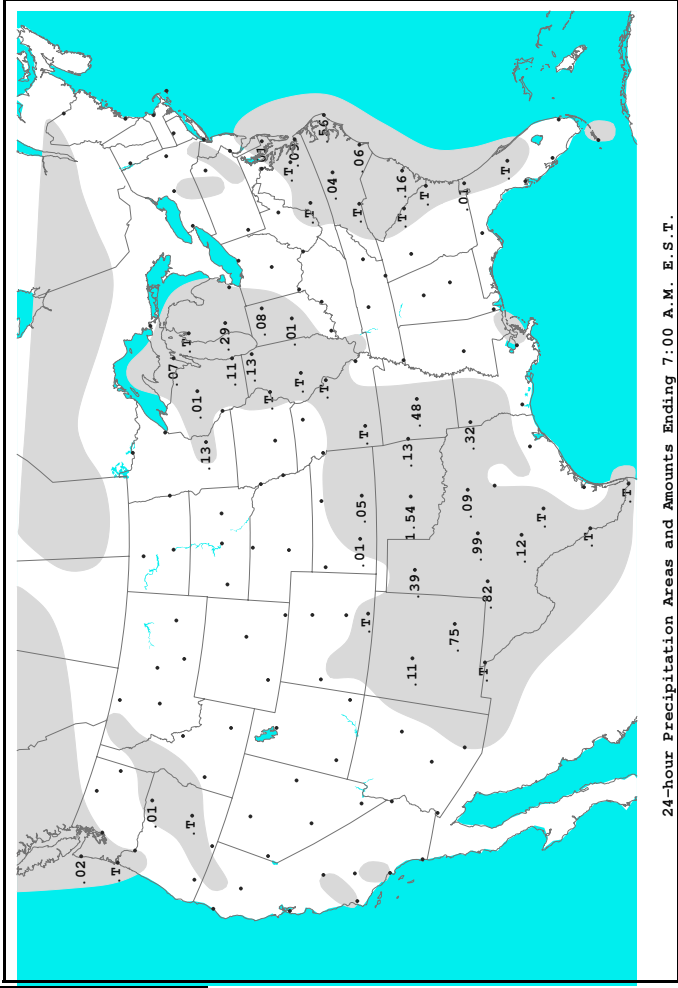 .02
.T
.01
.T
.07
.T
.01
.13
.29
.11
.13
.08
.01
.T
.01
.T
.09
.T
.T
.56
.T
.04
.T
.06
.01
.05
.T
.T
.16
.T
.13
1.54
.11
.39
.48
.T
.75
.01
.09
.32
.99
.T
.82
.T
.12
.T
.T
.T
24-hour Precipitation Areas and Amounts Ending 7:00 A.M. E.S.T.